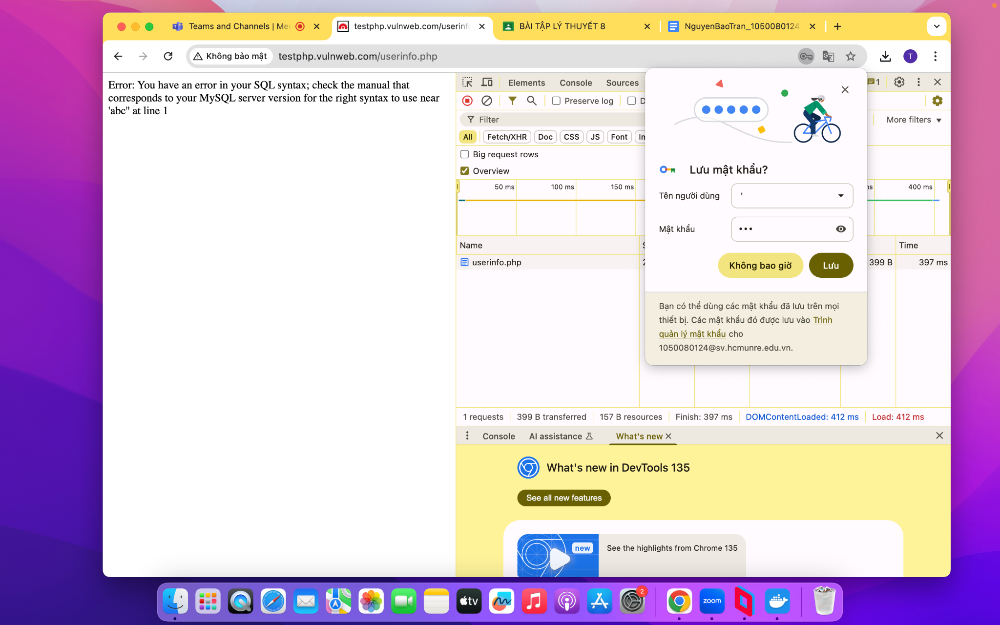 Teams and Channels | Mee
testphp.vulnweb.com/userinfo
BÀI TẬP LÝ THUYẾT 8
NguyenBaoTran_1050080124
Không bảo mật
testphp.vulnweb.com/userinfo.php
T
Error: You have an error in your SQL syntax; check the manual that
corresponds to your MySQL server version for the right syntax to use near
'abc'' at line 1
Elements
Console
Sources
1
Preserve log
D
Filter
More filters
All
Fetch/XHR
Doc
CSS
JS
Font
Im
Big request rows
Overview
50 ms
100 ms
150 ms
400 ms
Name
Time
userinfo.php
399 B
397 ms
Lưu mật khẩu?
Tên người dùng
'
Mật khẩu
•••
Không bao giờ
Lưu
Bạn có thể dùng các mật khẩu đã lưu trên mọi
thiết bị. Các mật khẩu đó được lưu vào Trình
quản lý mật khẩu cho
1050080124@sv.hcmunre.edu.vn.
1 requests
399 B transferred
157 B resources
Finish: 397 ms
DOMContentLoaded: 412 ms
Load: 412 ms
Console
AI assistance
What's new
What's new in DevTools 135
See all new features
new
See the highlights from Chrome 135
tv
2
zoom